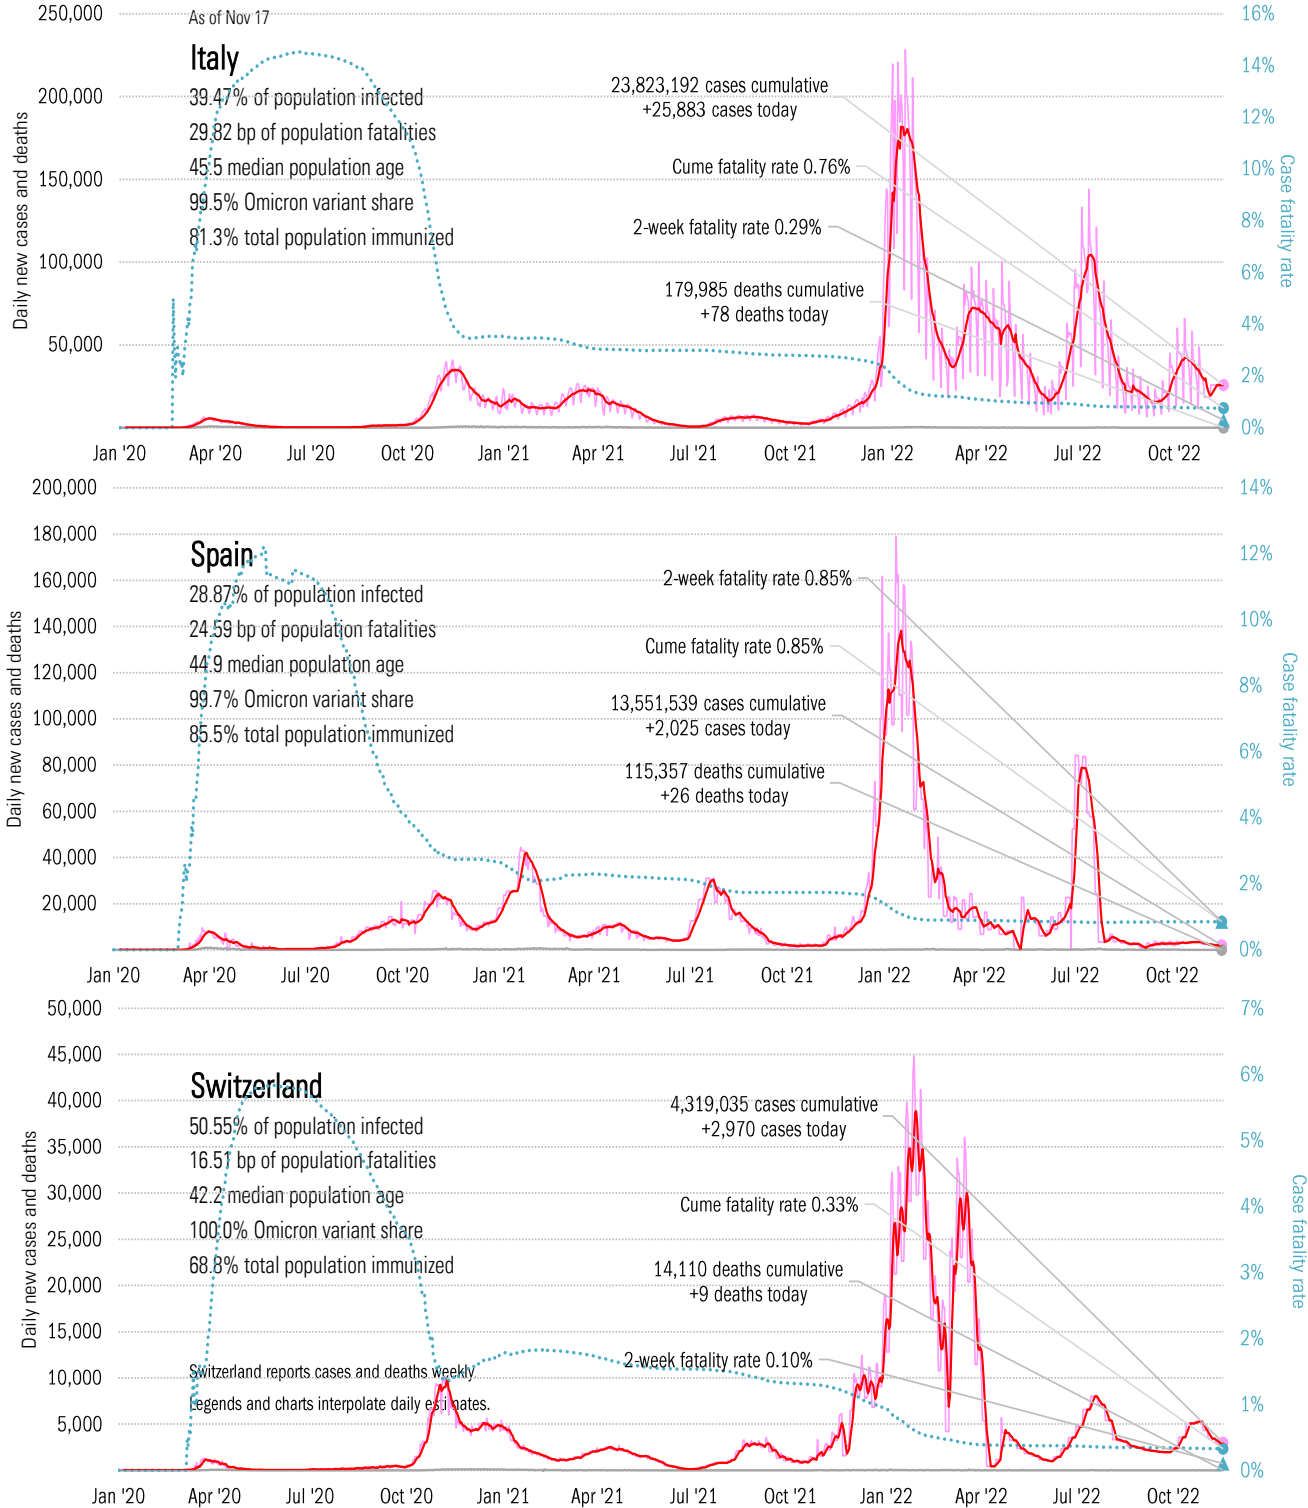 As of Nov 17
Italy
39.47% of population infected
29.82 bp of population fatalities
45.5 median population age
99.5% Omicron variant share
81.3% total population immunized
23,823,192 cases cumulative
+25,883 cases today
Cume fatality rate 0.76%
2-week fatality rate 0.29%
179,985 deaths cumulative
+78 deaths today
Daily new cases and deaths
250,000
200,000
150,000
100,000
50,000
16%
14%
12%
10%
8%
6%
4%
2%
0%
Case fatality rate
Jan '20 Apr '20 Jul '20 Oct '20 Jan '21 Apr '21 Jul '21 Oct '21 Jan '22 Apr '22 Jul '22 Oct '22
Spain
28.87% of population infected
24.59 bp of population fatalities
44.9 median population age
99.7% Omicron variant share
85.5% total population immunized
2-week fatality rate 0.85%
Cume fatality rate 0.85%
13,551,539 cases cumulative
+2,025 cases today
115,357 deaths cumulative
+26 deaths today
Daily new cases and deaths
200,000
180,000
160,000
140,000
120,000
100,000
80,000
60,000
40,000
20,000
14%
12%
10%
8%
6%
4%
2%
0%
Case fatality rate
Jan '20 Apr '20 Jul '20 Oct '20 Jan '21 Apr '21 Jul '21 Oct '21 Jan '22 Apr '22 Jul '22 Oct '22
Switzerland
50.55% of population infected
16.51 bp of population fatalities
42.2 median population age
100.0% Omicron variant share
68.8% total population immunized
4,319,035 cases cumulative
+2,970 cases today
Cume fatality rate 0.33%
14,110 deaths cumulative
+9 deaths today
2-week fatality rate 0.10%
Switzerland reports cases and deaths weekly
Legends and charts interpolate daily estimates.
Daily new cases and deaths
50,000
45,000
40,000
35,000
30,000
25,000
20,000
15,000
10,000
5,000
7%
6%
5%
4%
3%
2%
1%
0%
Case fatality rate
Jan '20 Apr '20 Jul '20 Oct '20 Jan '21 Apr '21 Jul '21 Oct '21 Jan '22 Apr '22 Jul '22 Oct '22